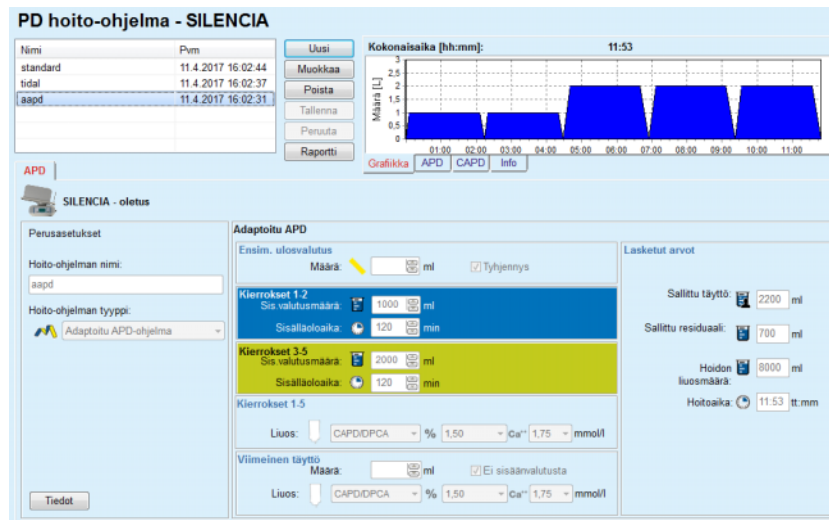 PD hoito-ohjelma - SILENCIA
Nimi Pvm
standard 11.4.2017 16:02:44
tidal 11.4.2017 16:02:37
aapd 11.4.2017 16:02:31
Uusi
Muokkaa
Poista
Tallenna
Peruuta
Raportti
Kokonaisaika [hh:mm]: 11:53
Määrä [L]
3
2,5
2
1,5
1
0,5
0
01:00 02:00 03:00 04:00 05:00 06:00 07:00 08:00 09:00 10:00 11:00
Grafiikka APD CAPD Info
APD
SILENCIA - oletus
Perusasetukset
Hoito-ohjelman nimi:
aapd
Hoito-ohjelman tyyppi:
Adaptoitu APD-ohjelma
Tiedot
Adaptoitu APD
Ensim. ulosvalutus
Määrä: ml Tyhjennys
Kierrokset 1-2
Sis.valutusmäärä: 1000 ml
Sisälläoloaika: 120 min
Kierrokset 3-5
Sis.valutusmäärä: 2000 ml
Sisälläoloaika: 120 min
Kierrokset 1-5
Liuos: CAPD/DPCA % 1,50 Ca++ 1,75 mmol/l
Viimeinen täyttö
Määrä: ml Ei sisäänvalutusta
Liuos: CAPD/DPCA % 1,50 Ca++ 1,75 mmol/l
Lasketut arvot
Sallittu täyttö: 2200 ml
Sallittu residuaali: 700 ml
Hoidon
liuosmäärä: 8000 ml
Hoitoaika: 11:53 tt:mm